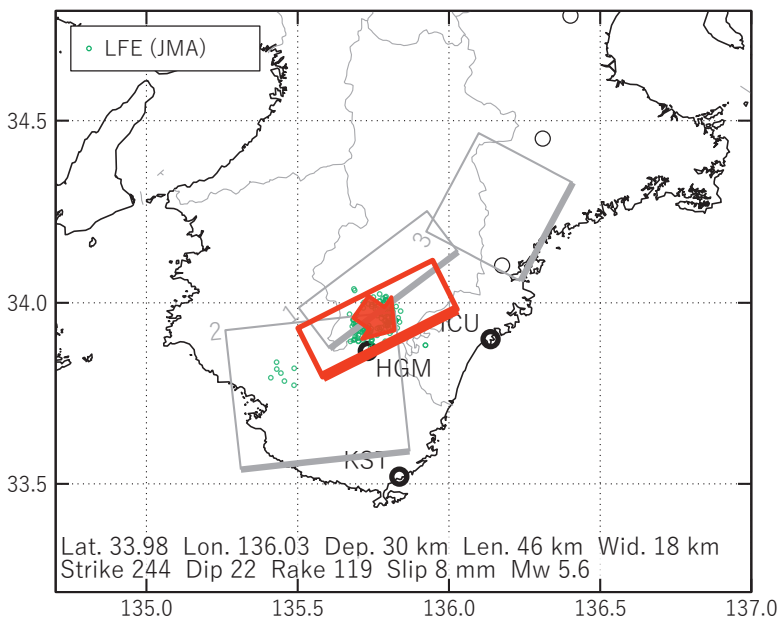 LFE (JMA)
34.5
34.0
33.5
3
1
2
ICU
HGM
KST
Lat. 33.98 Lon. 136.03 Dep. 30 km Len. 46 km Wid. 18 km
Strike 244 Dip 22 Rake 119 Slip 8 mm Mw 5.6
135.0 135.5 136.0 136.5 137.0